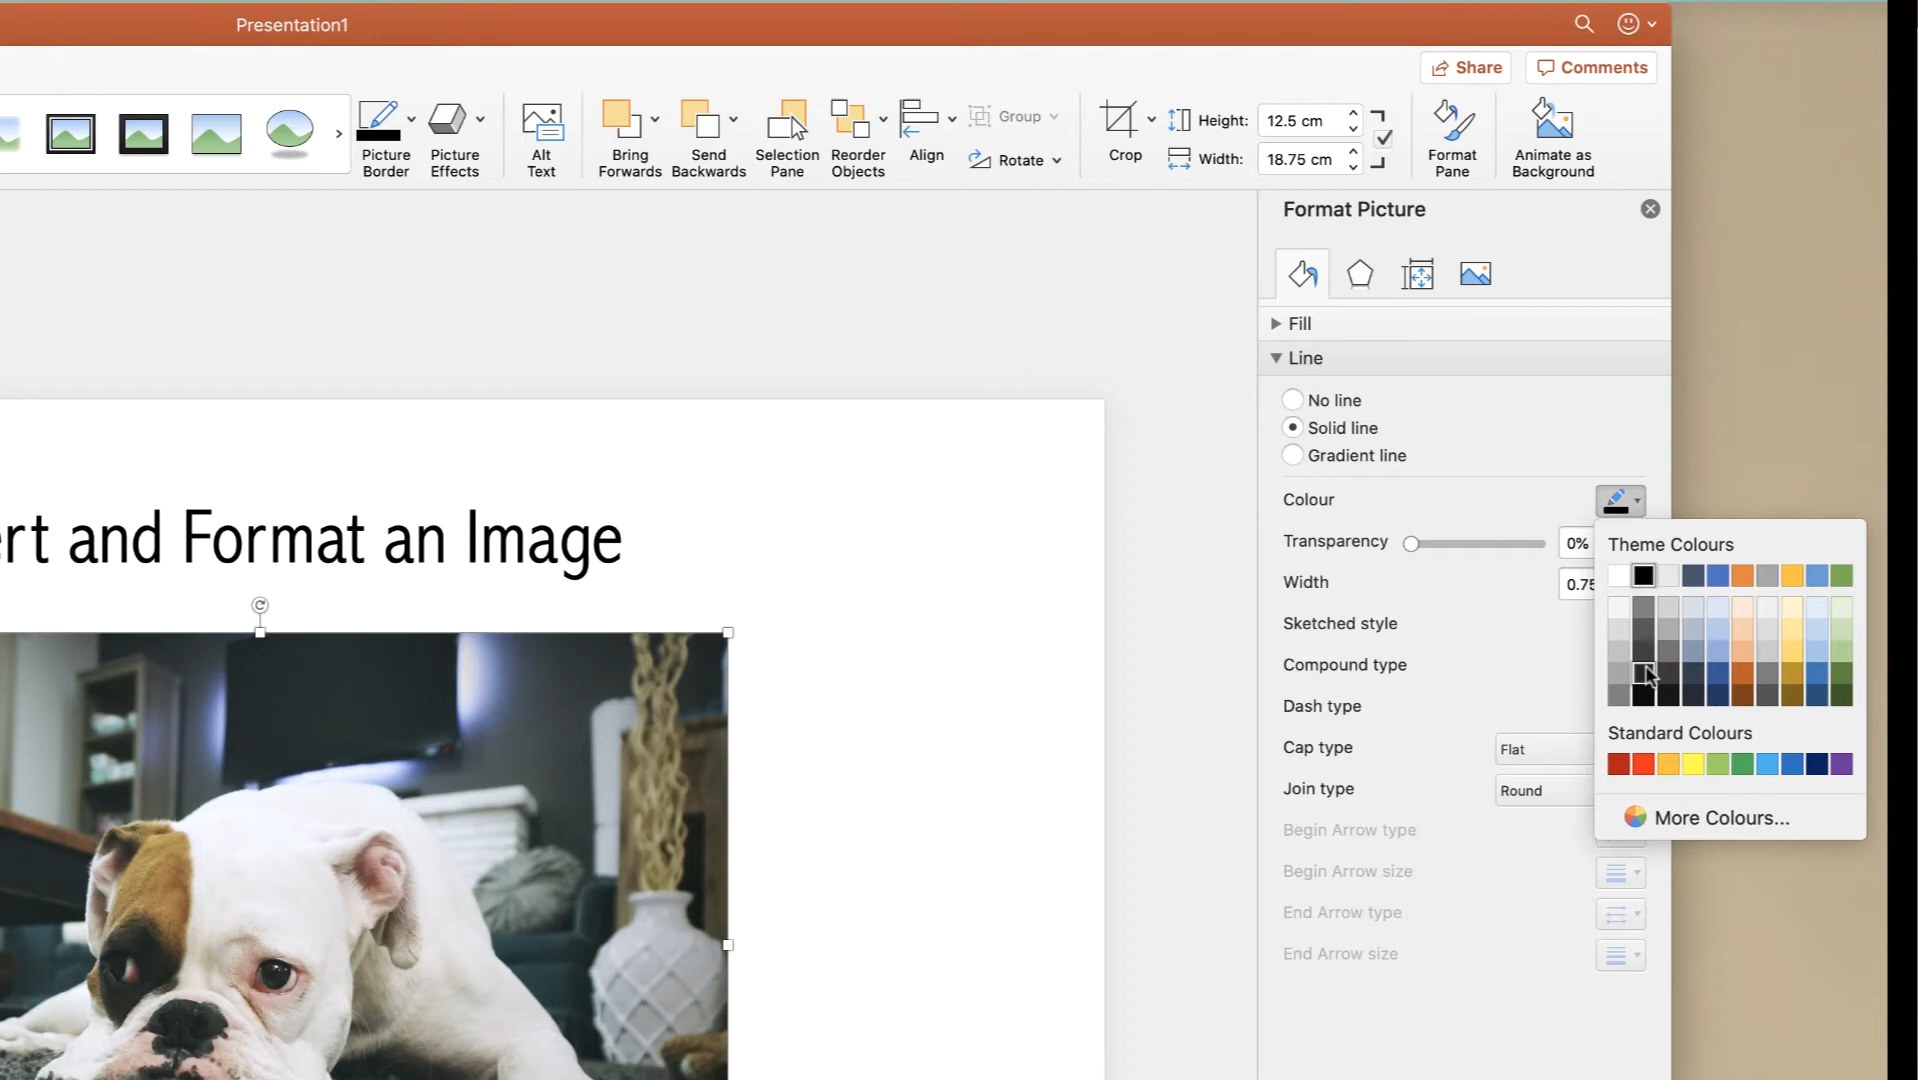 Presentation1
Share
Comments
Picture Border
Picture Effects
Alt Text
Bring Forwards
Send Backwards
Selection Pane
Reorder Objects
Align
Group
Rotate
Crop
Height: 12.5 cm
Width: 18.75 cm
Format Pane
Animate as Background
Format Picture
Fill
Line
No line
Solid line
Gradient line
Colour
Transparency 0%
Width 0.75
Sketched style
Compound type
Dash type
Cap type Flat
Join type Round
Begin Arrow type
Begin Arrow size
End Arrow type
End Arrow size
Theme Colours
Standard Colours
More Colours...
ert and Format an Image